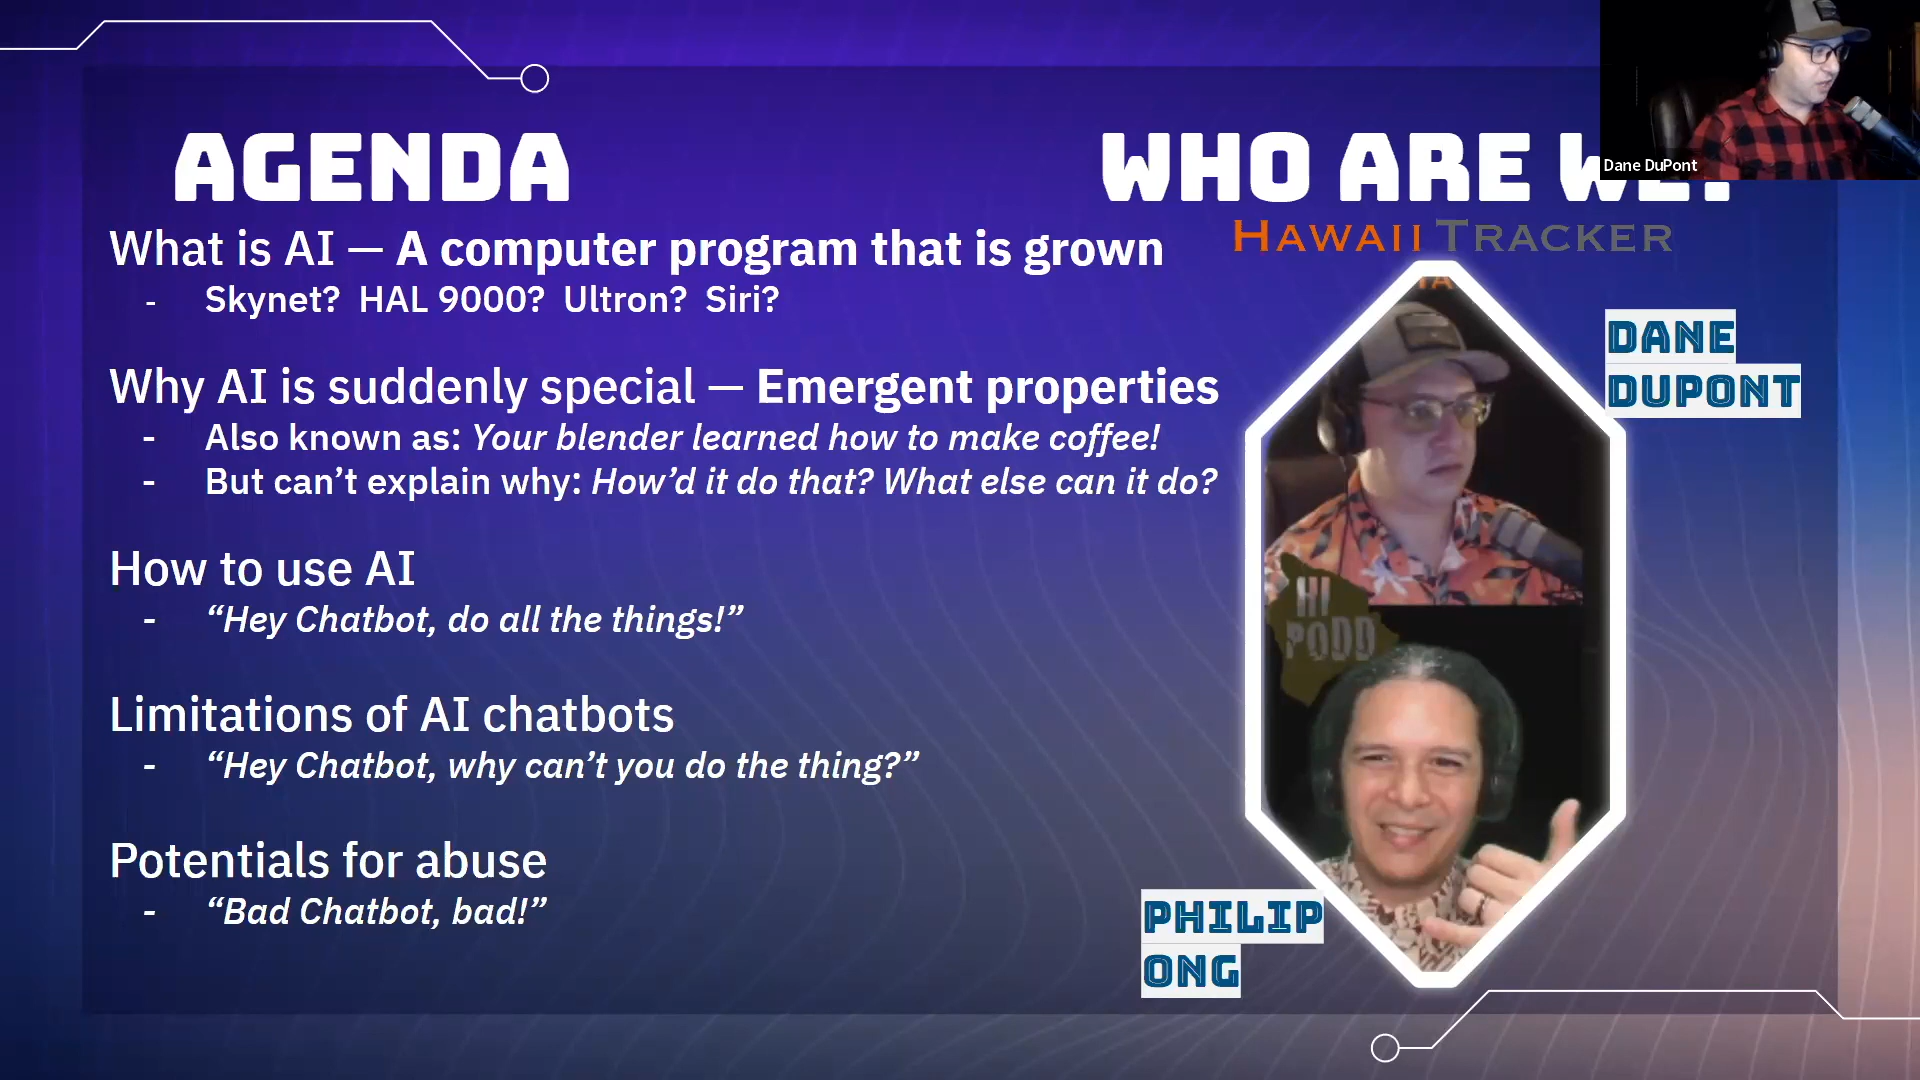 AGENDA
What is AI — A computer program that is grown
- Skynet? HAL 9000? Ultron? Siri?
Why AI is suddenly special — Emergent properties
- Also known as: Your blender learned how to make coffee!
- But can’t explain why: How’d it do that? What else can it do?
How to use AI
- “Hey Chatbot, do all the things!”
Limitations of AI chatbots
- “Hey Chatbot, why can’t you do the thing?”
Potentials for abuse
- “Bad Chatbot, bad!”
WHO ARE WE?
HAWAII TRACKER
Dane DuPont
DANE
DUPONT
HI
PODD
PHILIP
ONG